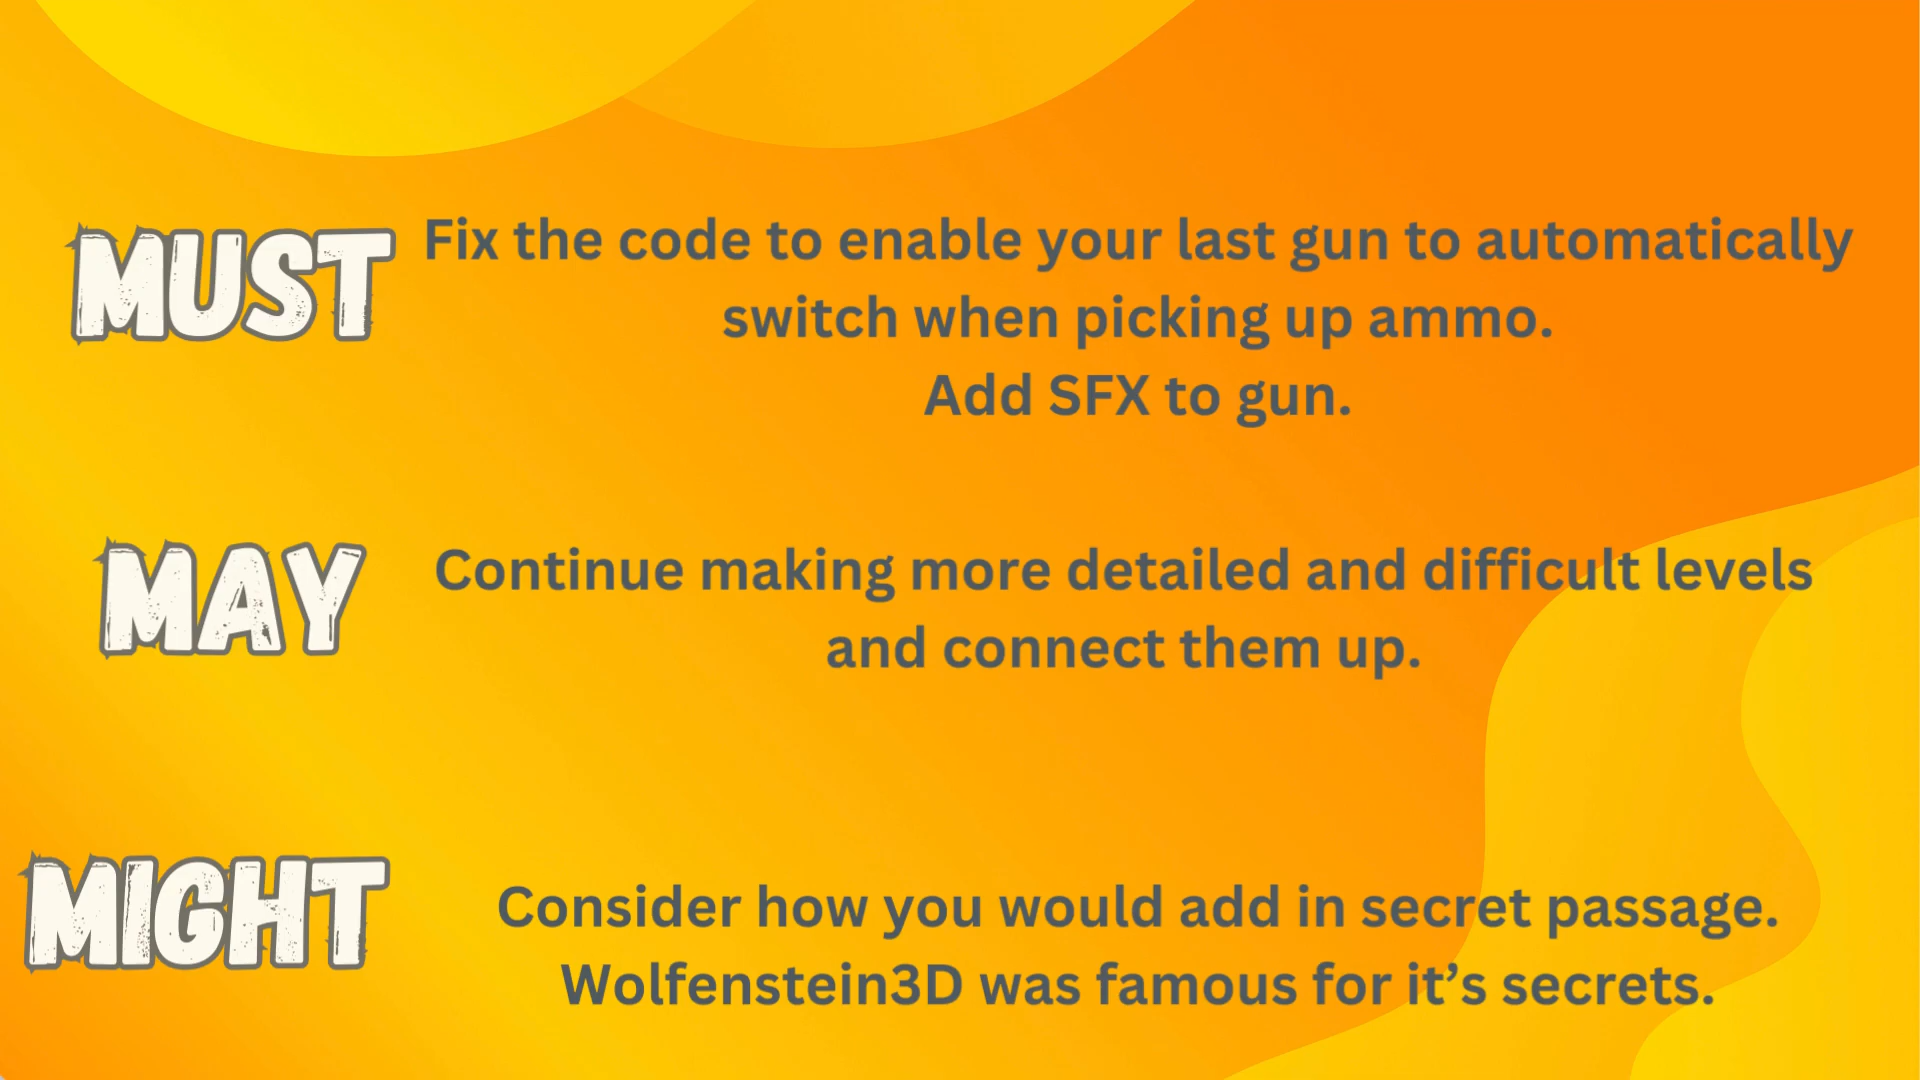 MUST
Fix the code to enable your last gun to automatically
switch when picking up ammo.
Add SFX to gun.
MAY
Continue making more detailed and difficult levels
and connect them up.
MIGHT
Consider how you would add in secret passage.
Wolfenstein3D was famous for it’s secrets.